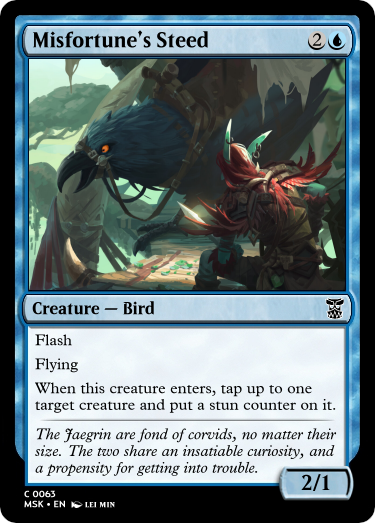 Misfortune's Steed 2
Creature — Bird
Flash
Flying
When this creature enters, tap up to one
target creature and put a stun counter on it.
The Jaegrin are fond of corvids, no matter their
size. The two share an insatiable curiosity, and
a propensity for getting into trouble.
2/1
C 0063
MSK • EN LEI MIN